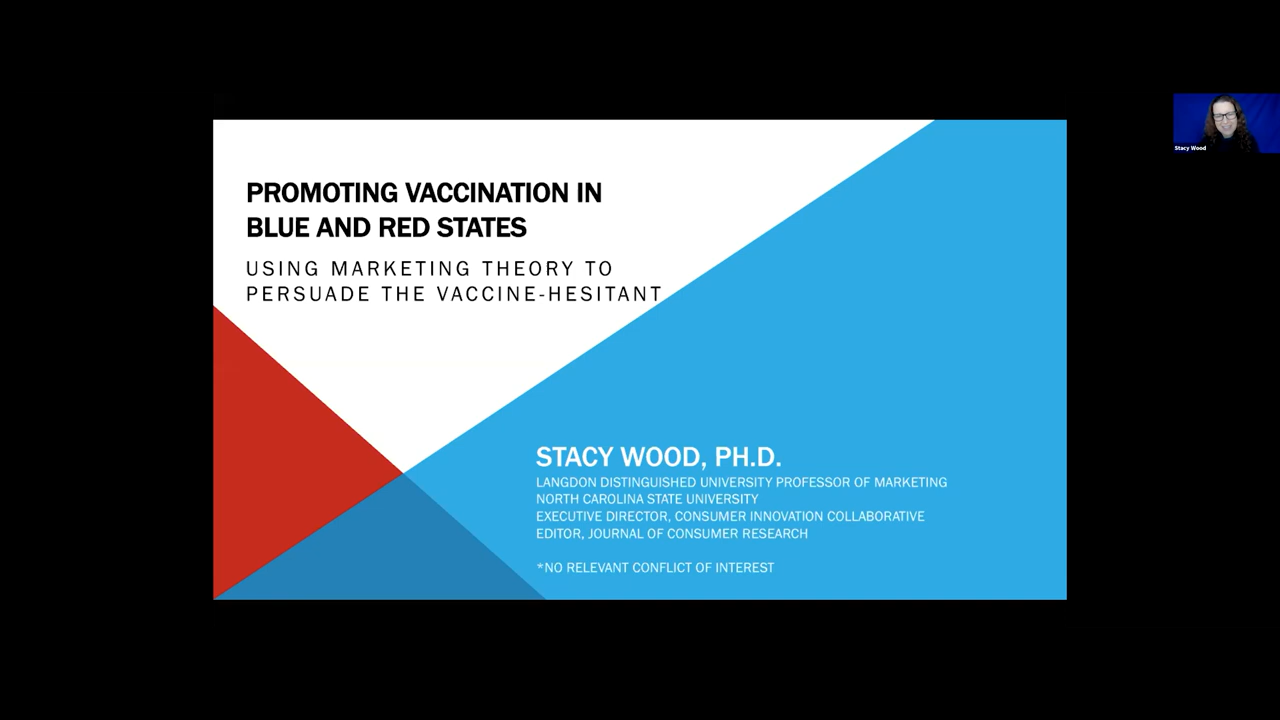 PROMOTING VACCINATION IN
BLUE AND RED STATES
USING MARKETING THEORY TO
PERSUADE THE VACCINE-HESITANT
STACY WOOD, PH.D.
LANGDON DISTINGUISHED UNIVERSITY PROFESSOR OF MARKETING
NORTH CAROLINA STATE UNIVERSITY
EXECUTIVE DIRECTOR, CONSUMER INNOVATION COLLABORATIVE
EDITOR, JOURNAL OF CONSUMER RESEARCH
*NO RELEVANT CONFLICT OF INTEREST
Stacy Wood